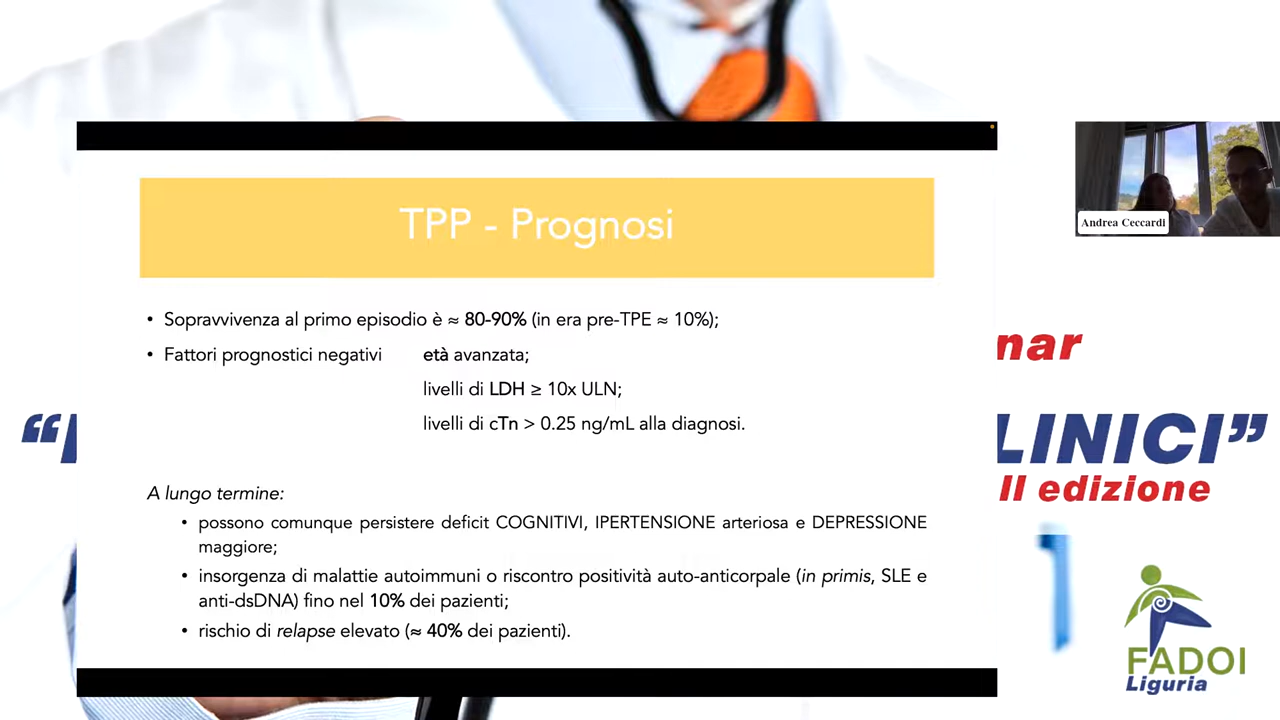 TPP - Prognosi
• Sopravvivenza al primo episodio è ≈ 80-90% (in era pre-TPE ≈ 10%);
• Fattori prognostici negativi età avanzata;
livelli di LDH ≥ 10x ULN;
livelli di cTn > 0.25 ng/mL alla diagnosi.
A lungo termine:
• possono comunque persistere deficit COGNITIVI, IPERTENSIONE arteriosa e DEPRESSIONE
maggiore;
• insorgenza di malattie autoimmuni o riscontro positività auto-anticorpale (in primis, SLE e
anti-dsDNA) fino nel 10% dei pazienti;
• rischio di relapse elevato (≈ 40% dei pazienti).
Andrea Ceccardi
nar
LINICI”
II edizione
FADOI
Liguria